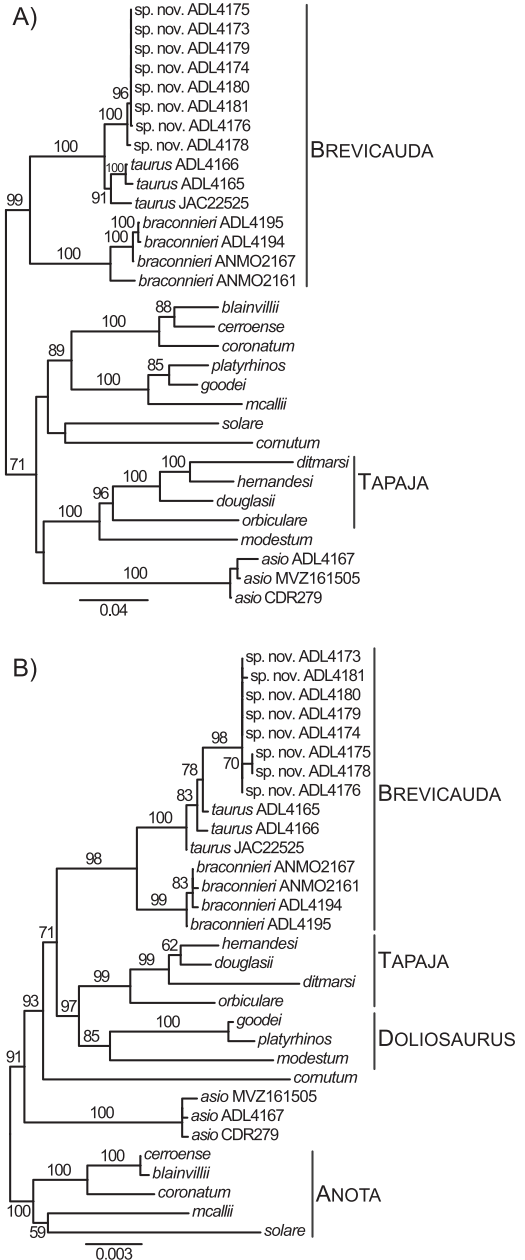 A)
sp. nov. ADL4175
sp. nov. ADL4173
sp. nov. ADL4179
sp. nov. ADL4174
sp. nov. ADL4180
96
sp. nov. ADL4181
100
sp. nov. ADL4176
sp. nov. ADL4178
BREVICAUDA
100
100
taurus ADL4166
taurus ADL4165
91
taurus JAC22525
99
100
braconnieri ADL4195
100
braconnieri ADL4194
100
braconnieri ANMO2167
braconnieri ANMO2161
88
blainvillii
100
cerroense
coronatum
89
85
platyrhinos
100
goodei
mcallii
solare
cornutum
71
100
ditmarsi
100
hernandesi
TAPAJA
96
douglasii
100
orbiculare
modestum
asio ADL4167
100
asio MVZ161505
asio CDR279
0.04
B)
sp. nov. ADL4173
sp. nov. ADL4181
sp. nov. ADL4180
sp. nov. ADL4179
98
sp. nov. ADL4174
70
sp. nov. ADL4175
78
sp. nov. ADL4178
sp. nov. ADL4176
BREVICAUDA
83
taurus ADL4165
100
taurus ADL4166
taurus JAC22525
98
braconnieri ANMO2167
83
braconnieri ANMO2161
99
braconnieri ADL4194
braconnieri ADL4195
71
62
hernandesi
99
douglasii
TAPAJA
99
ditmarsi
orbiculare
97
100
goodei
85
platyrhinos
DOLIOSAURUS
modestum
93
cornutum
91
asio MVZ161505
100
asio ADL4167
asio CDR279
100
cerroense
100
blainvillii
coronatum
ANOTA
100
mcallii
59
solare
0.003